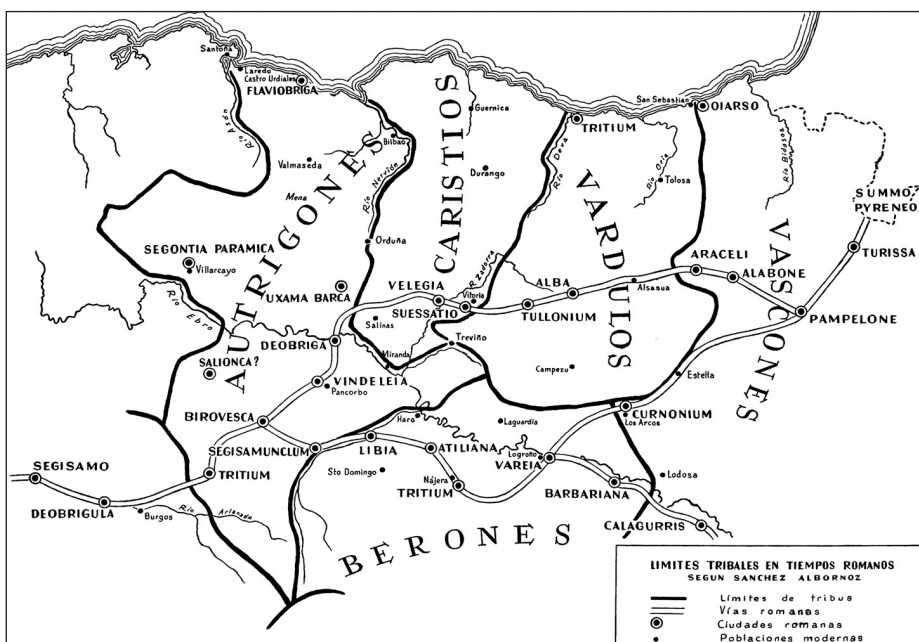 Santoña
Laredo
Castro Urdiales
FLAVIOBRIGA
Río Asón
Valmaseda
Mena
Bilbao
Río Nervión
AUTRIGONES
Orduña
SEGONTIA PARAMICA
Villarcayo
UXAMA BARCA
Río Ebro
SALIONCA?
DEOBRIGA
VINDELEIA
Pancorbo
BIROVESCA
SEGISAMUNCLUM
TRITIUM
SEGISAMO
DEOBRIGULA
Burgos
Río Arlanzón
CARISTIOS
Guernica
Durango
VELEGIA
SUESSATIO
R. Zadorra
Vitoria
Salinas
Miranda
Treviño
TRITIUM
Río Deva
VARDULOS
San Sebastián
OIARSO
Río Oria
Tolosa
ALBA
TULLONIUM
Alsasua
Campezu
ARACELI
ALABONE
Río Bidasoa
VASCONES
SUMMO
PYRENEO?
TURISSA
PAMPELONE
Estella
CURNONIUM
Los Arcos
Haro
Laguardia
LIBIA
ATILIANA
Sto Domingo
Nájera
TRITIUM
Logroño
VAREIA
BARBARIANA
Lodosa
CALAGURRIS
BERONES
LIMITES TRIBALES EN TIEMPOS ROMANOS
SEGUN SANCHEZ ALBORNOZ
Límites de tribus
Vías romanas
Ciudades romanas
Poblaciones modernas